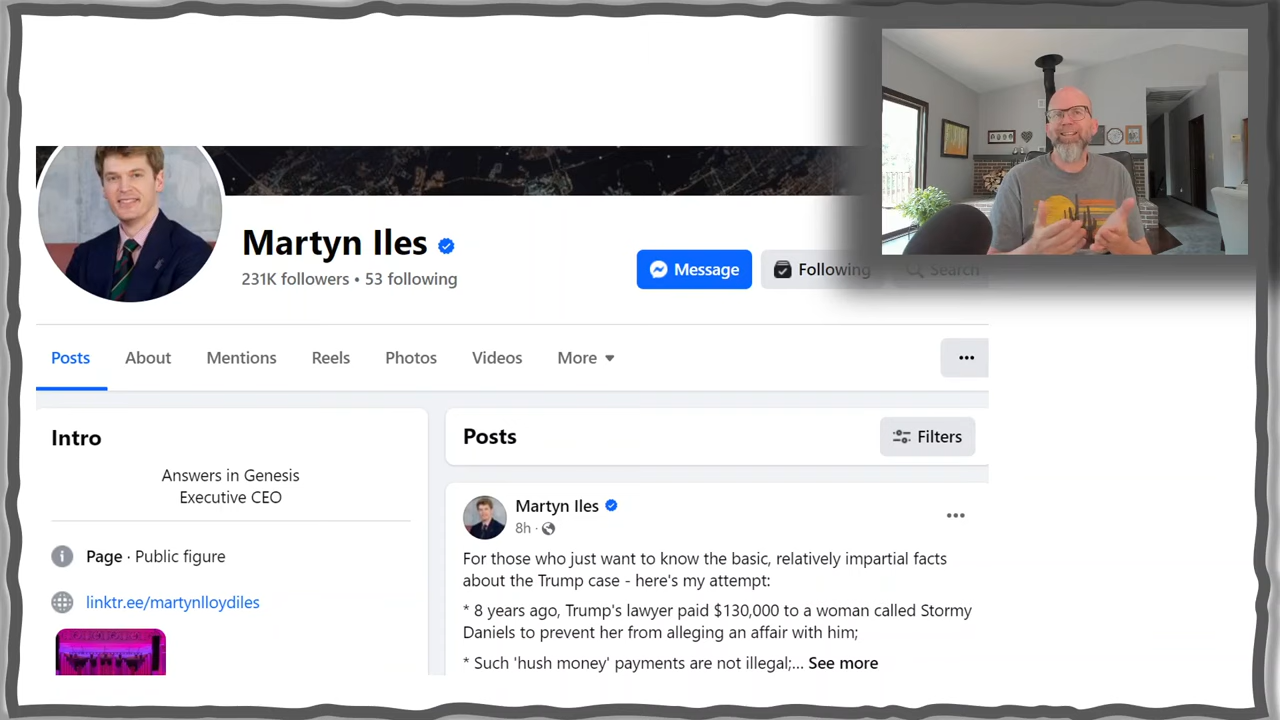 Martyn Iles
231K followers • 53 following
Message
Following
Search
Posts
About
Mentions
Reels
Photos
Videos
More
Intro
Answers in Genesis
Executive CEO
Page · Public figure
linktr.ee/martynlloydiles
Posts
Filters
Martyn Iles
8h ·
For those who just want to know the basic, relatively impartial facts
about the Trump case - here's my attempt:
* 8 years ago, Trump's lawyer paid $130,000 to a woman called Stormy
Daniels to prevent her from alleging an affair with him;
* Such 'hush money' payments are not illegal;... See more